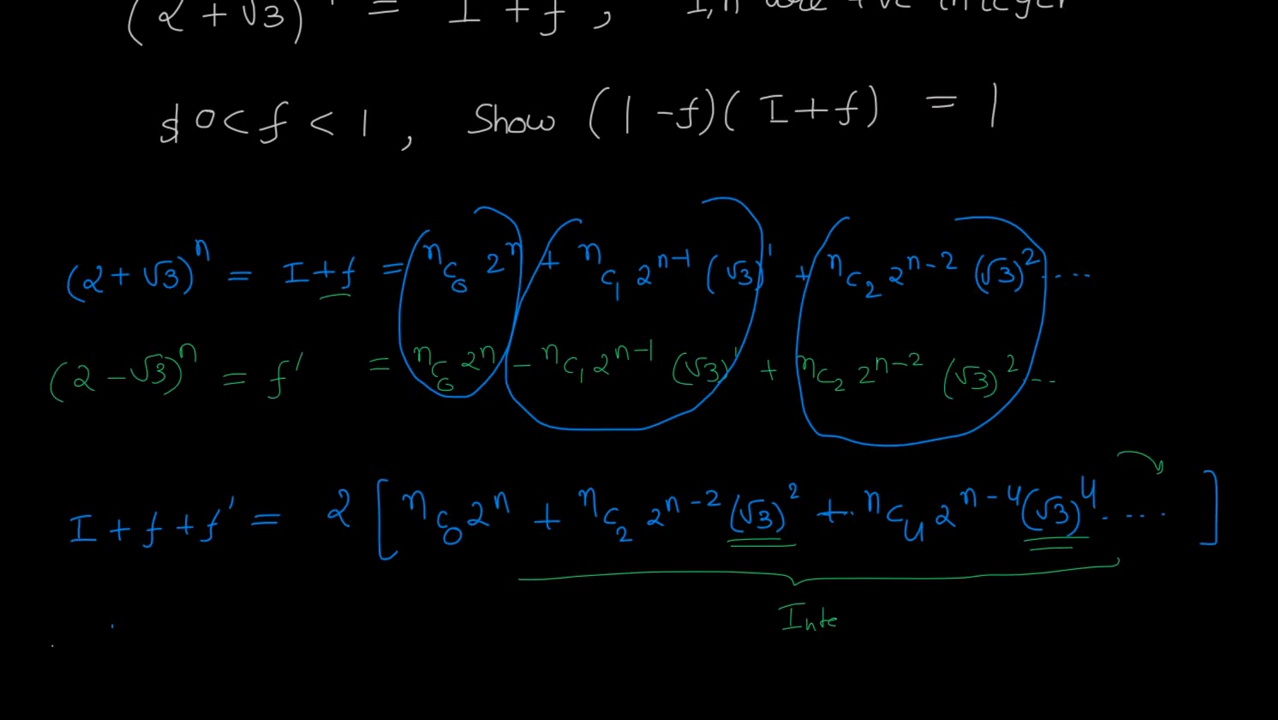 (2 + √3)ⁿ = I + f , I, n are +ve integer
& 0 < f < 1 , Show (1 - f)(I + f) = 1
(2 + √3)ⁿ = I + f = ⁿC₀ 2ⁿ + ⁿC₁ 2ⁿ⁻¹ (√3)¹ + ⁿC₂ 2ⁿ⁻² (√3)² ....
(2 - √3)ⁿ = f' = ⁿC₀ 2ⁿ - ⁿC₁ 2ⁿ⁻¹ (√3)¹ + ⁿC₂ 2ⁿ⁻² (√3)² ...
I + f + f' = 2 [ ⁿC₀ 2ⁿ + ⁿC₂ 2ⁿ⁻² (√3)² + ⁿC₄ 2ⁿ⁻⁴ (√3)⁴ ..... ]
Inte